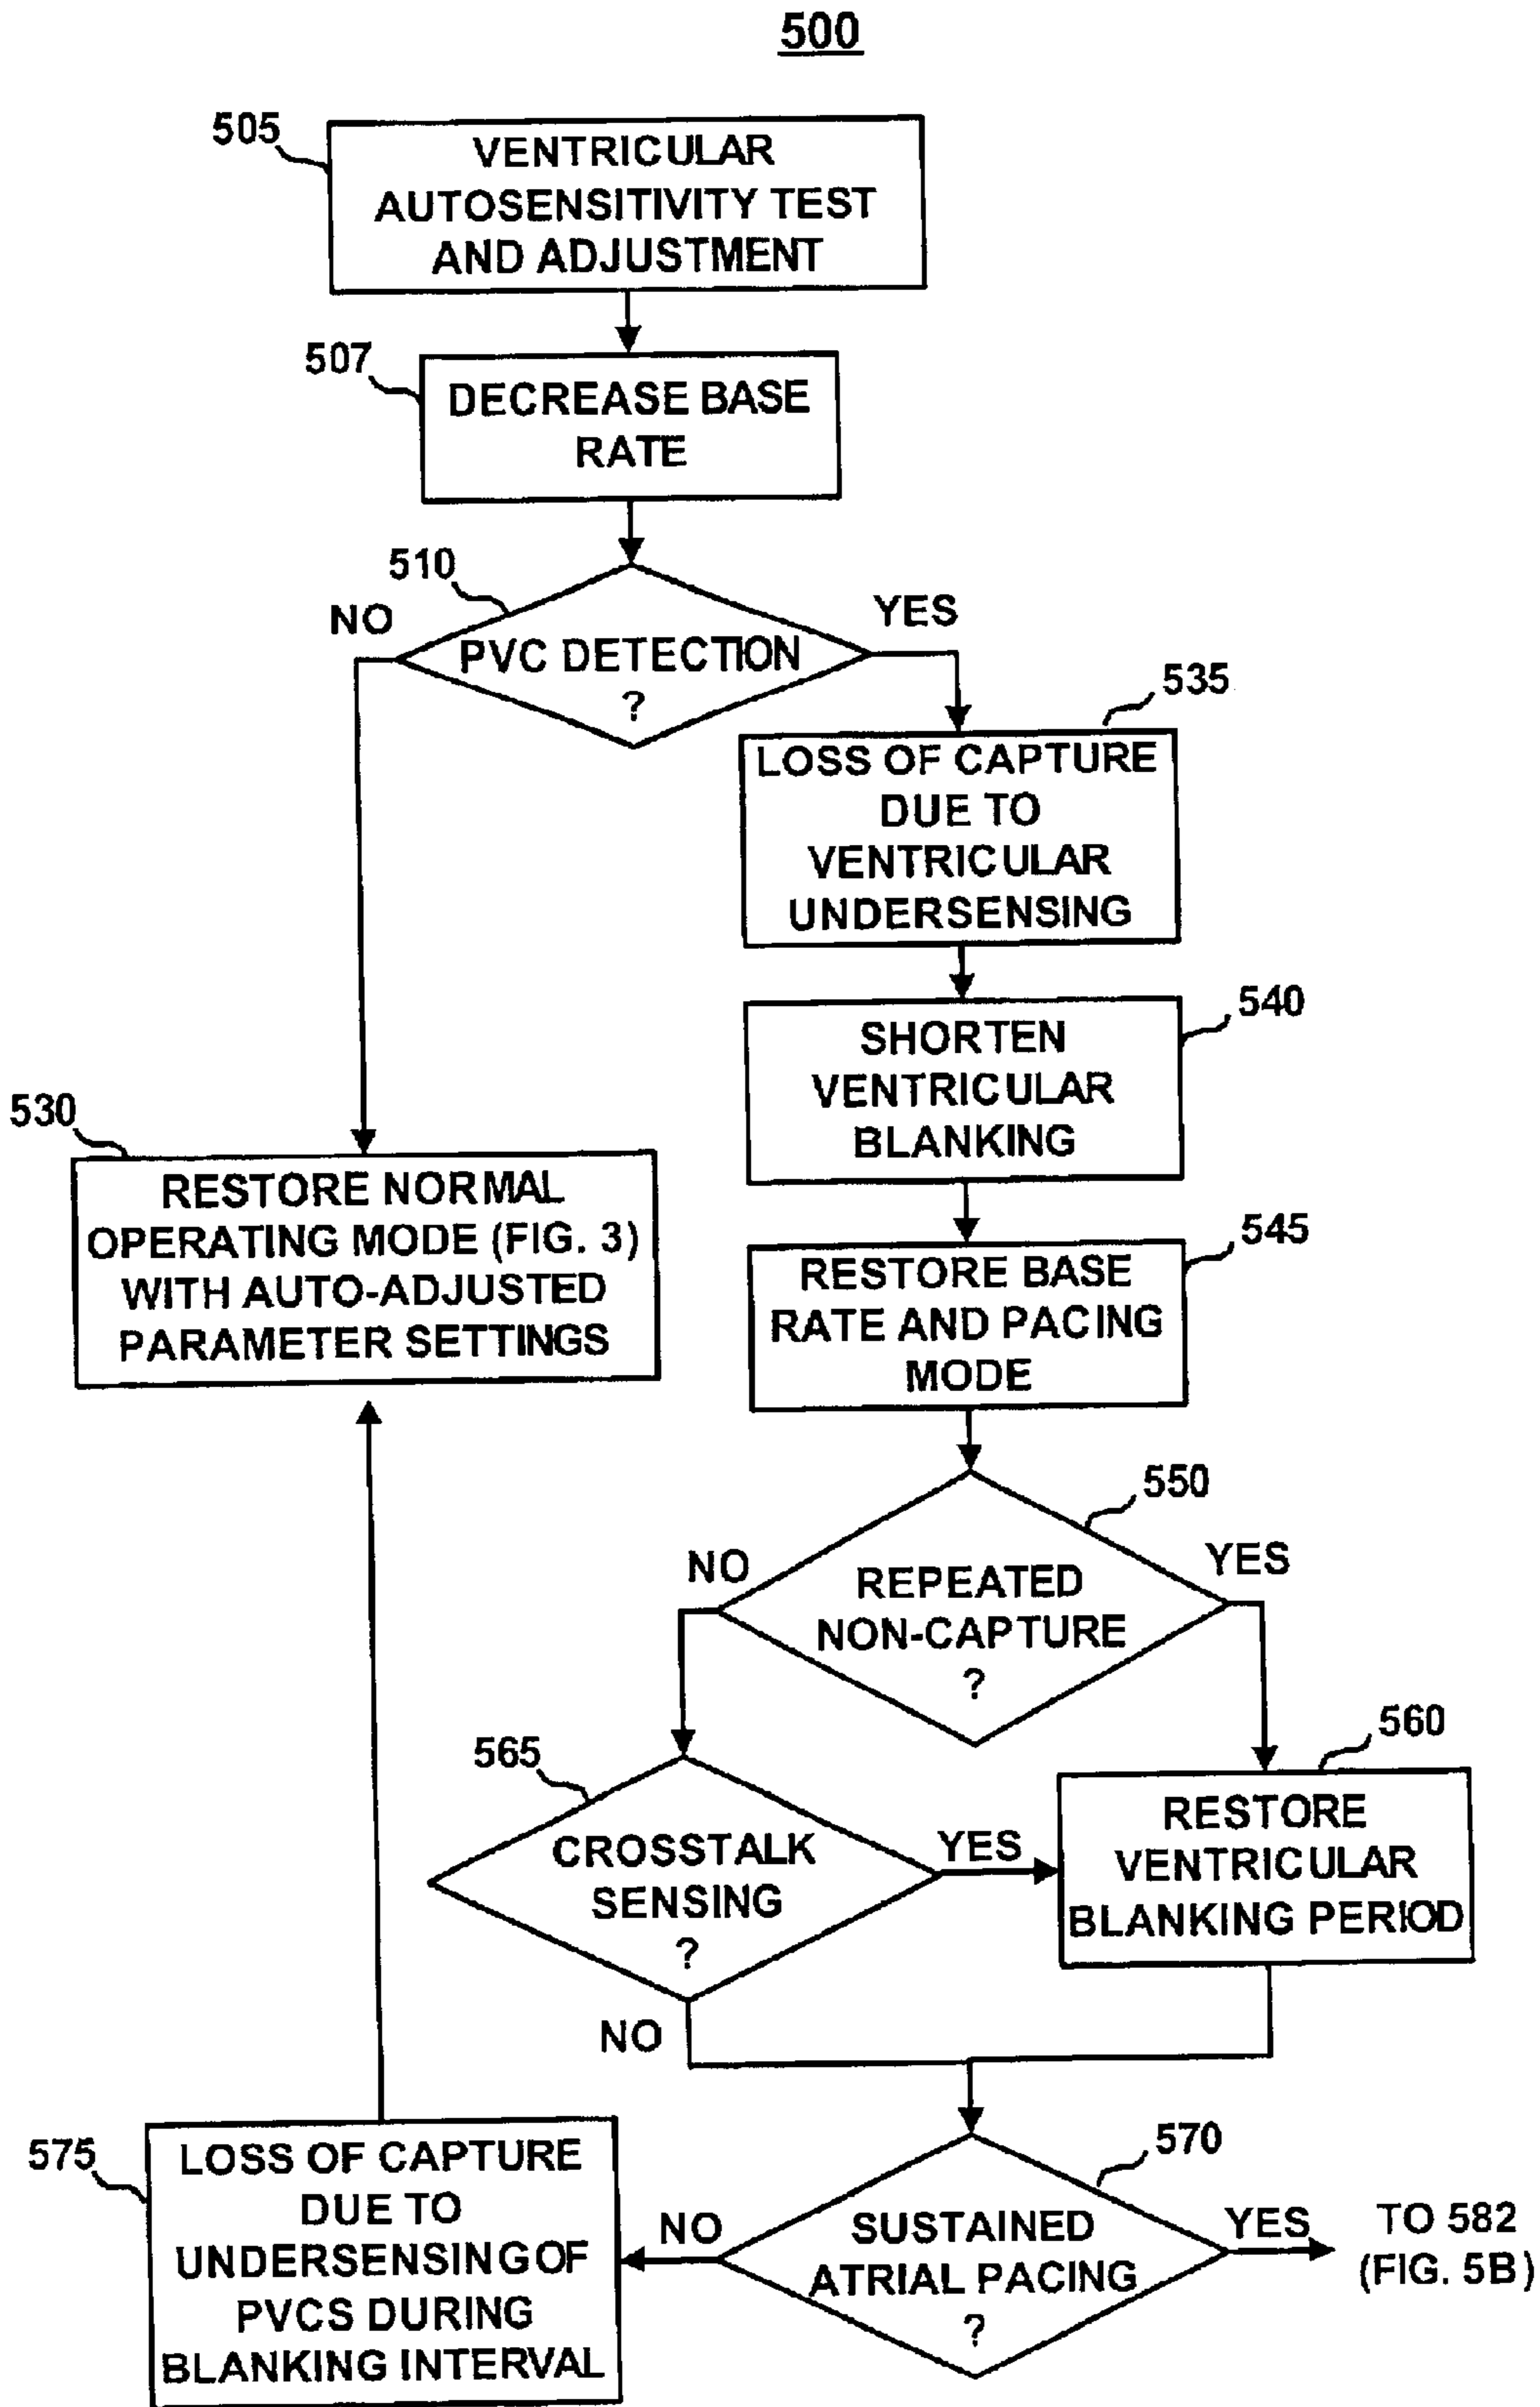 500
505
VENTRICULAR
AUTOSENSITIVITY TEST
AND ADJUSTMENT
507
DECREASE BASE
RATE
510
NO
YES
PVC DETECTION
?
535
LOSS OF CAPTURE
DUE TO
VENTRICULAR
UNDERSENSING
540
SHORTEN
VENTRICULAR
BLANKING
530
RESTORE NORMAL
OPERATING MODE (FIG. 3)
WITH AUTO-ADJUSTED
PARAMETER SETTINGS
545
RESTORE BASE
RATE AND PACING
MODE
550
NO
YES
REPEATED
NON-CAPTURE
?
565
CROSSTALK
SENSING
?
YES
NO
560
RESTORE
VENTRICULAR
BLANKING PERIOD
575
LOSS OF CAPTURE
DUE TO
UNDERSENSING OF
PVCS DURING
BLANKING INTERVAL
570
NO
SUSTAINED
ATRIAL PACING
?
YES
TO 582
(FIG. 5B)